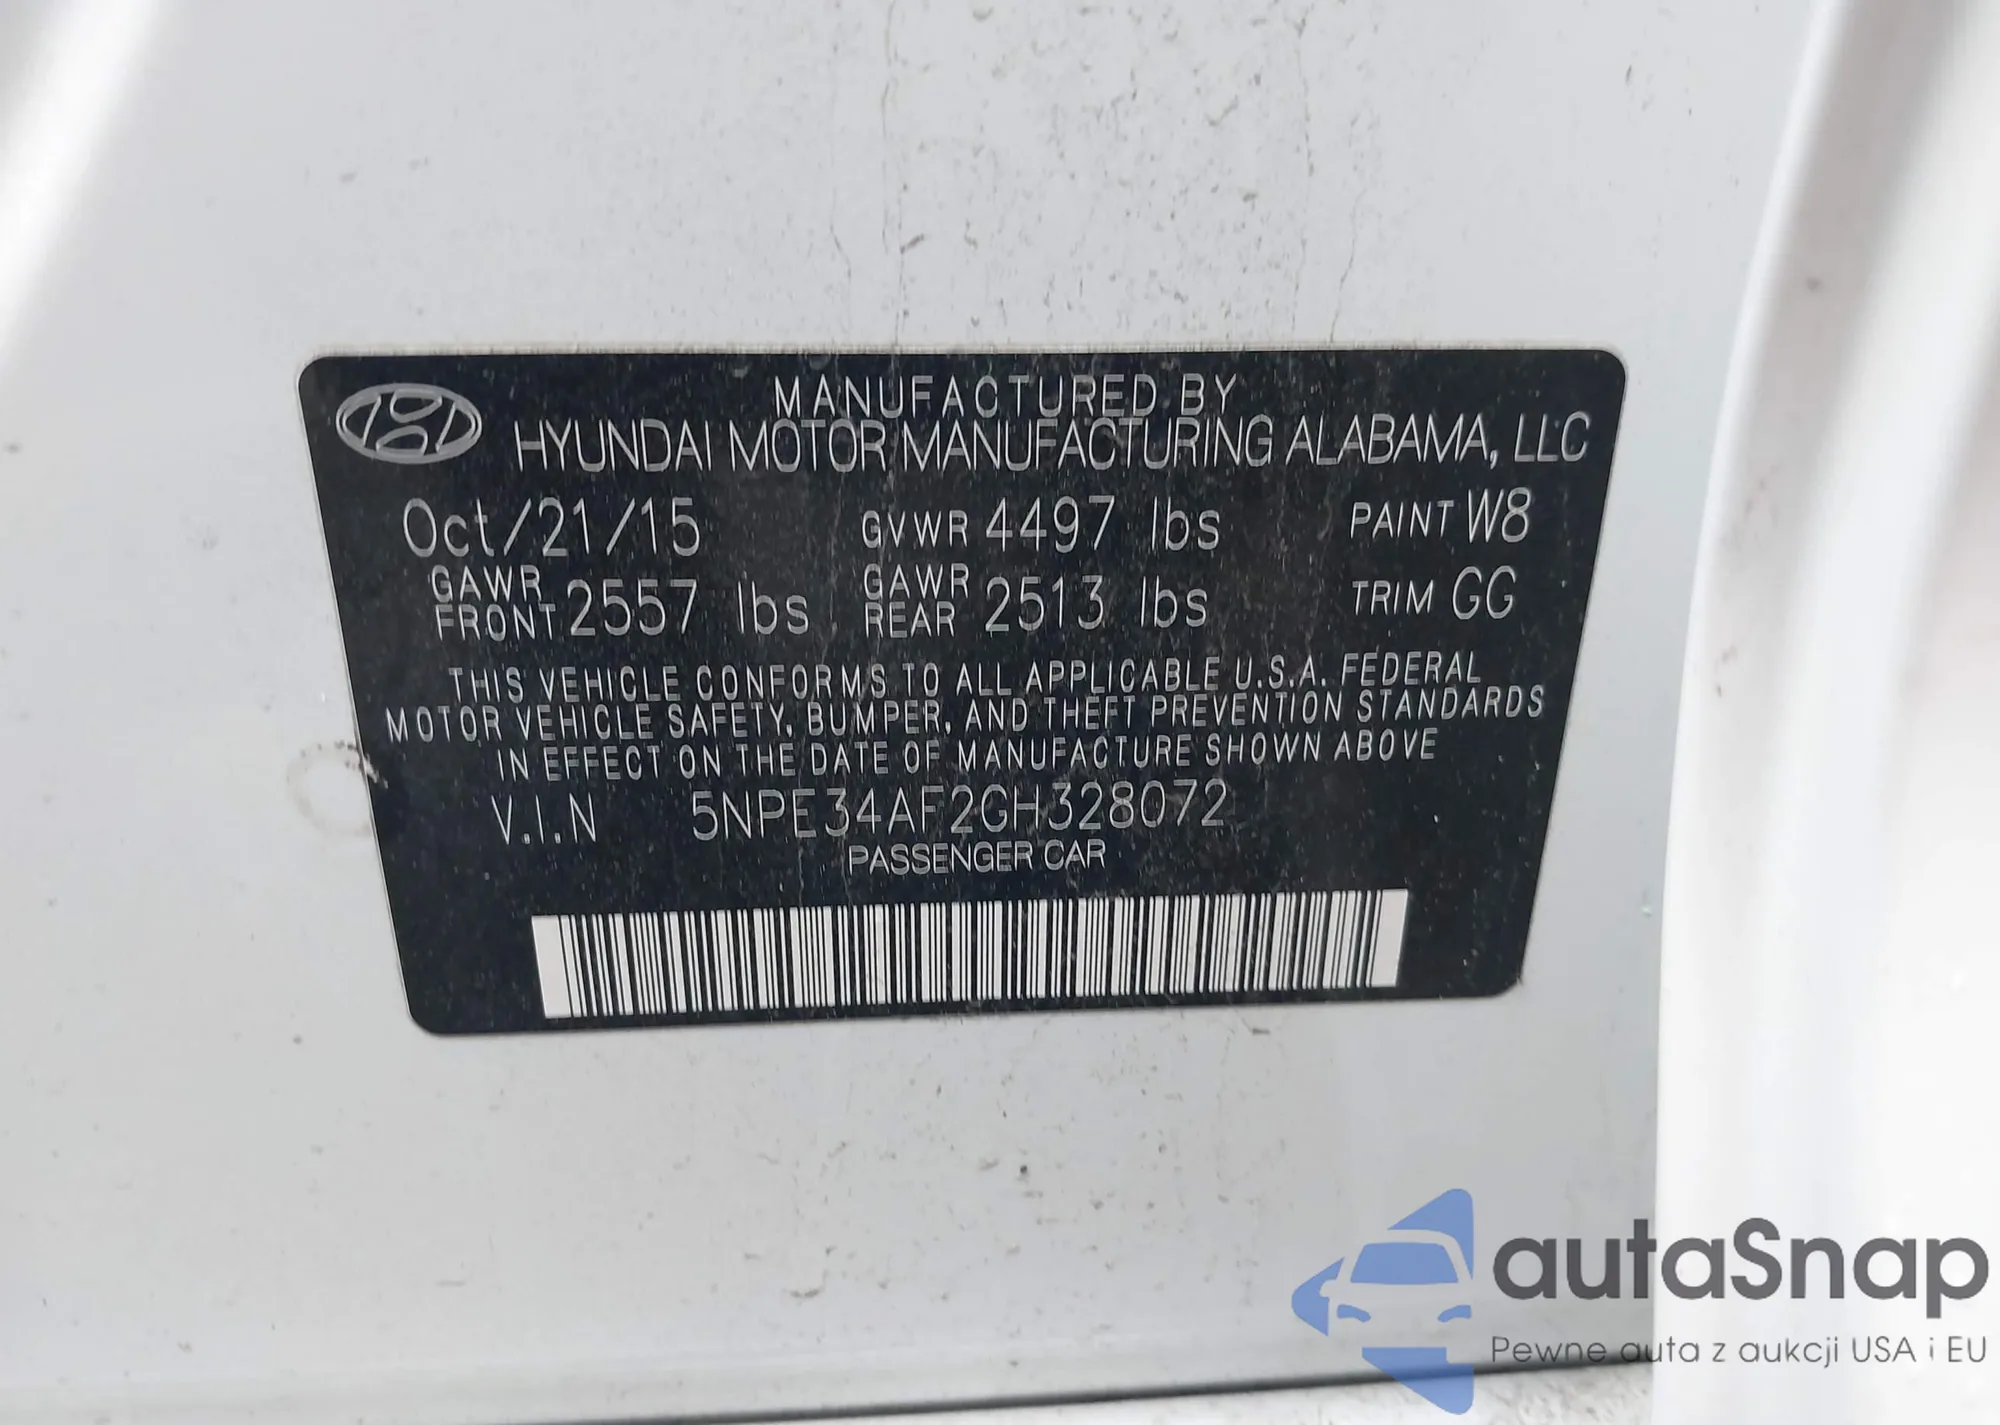 MANUFACTURED BY
HYUNDAI MOTOR MANUFACTURING ALABAMA, LLC
Oct/21/15 GVWR 4497 lbs PAINT W8
GAWR FRONT 2557 lbs GAWR REAR 2513 lbs TRIM GG
THIS VEHICLE CONFORMS TO ALL APPLICABLE U.S.A. FEDERAL
MOTOR VEHICLE SAFETY, BUMPER, AND THEFT PREVENTION STANDARDS
IN EFFECT ON THE DATE OF MANUFACTURE SHOWN ABOVE
V.I.N 5NPE34AF2GH328072
PASSENGER CAR
autaSnap
Pewne auta z aukcji USA i EU